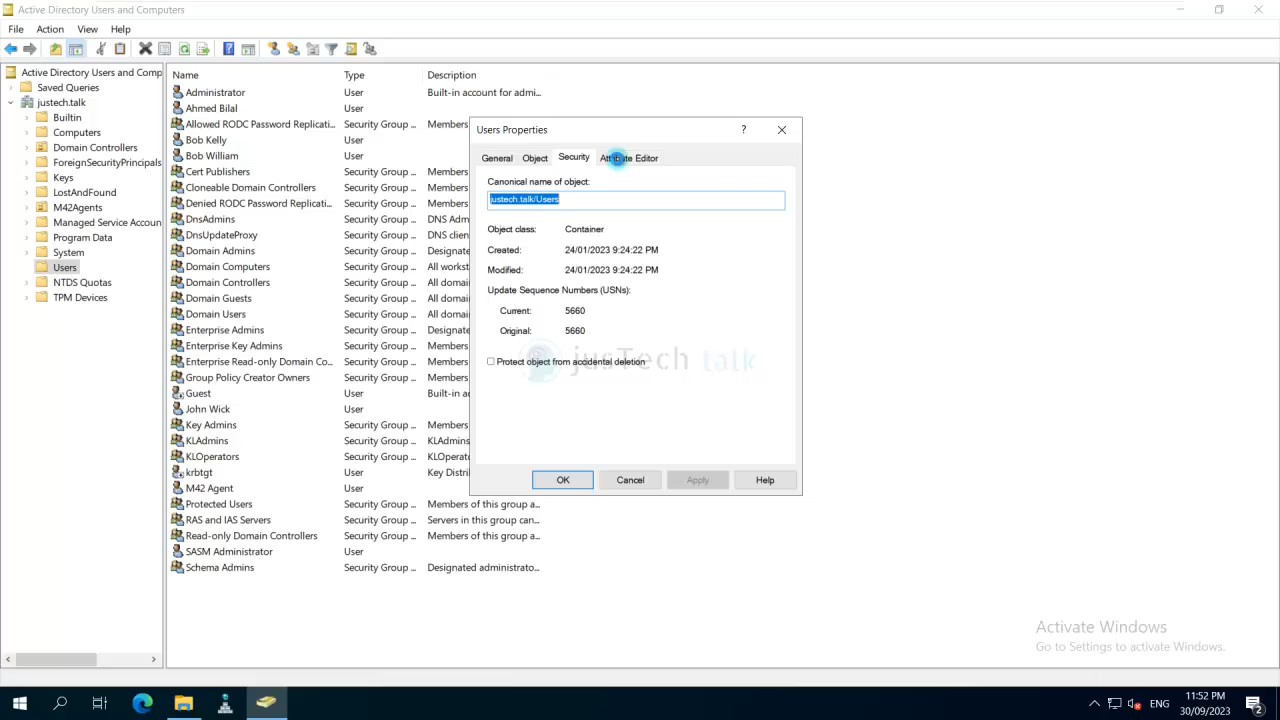 Active Directory Users and Computers
File Action View Help
Active Directory Users and Comp
Saved Queries
justech.talk
Builtin
Computers
Domain Controllers
ForeignSecurityPrincipals
Keys
LostAndFound
M42Agents
Managed Service Accoun
Program Data
System
Users
NTDS Quotas
TPM Devices
Name Type Description
Administrator User Built-in account for admi...
Ahmed Bilal User
Allowed RODC Password Replicati... Security Group ... Members
Bob Kelly User
Bob William User
Cert Publishers Security Group ... Members
Cloneable Domain Controllers Security Group ... Members
Denied RODC Password Replicati... Security Group ... Members
DnsAdmins Security Group ... DNS Adm
DnsUpdateProxy Security Group ... DNS clien
Domain Admins Security Group ... Designate
Domain Computers Security Group ... All workst
Domain Controllers Security Group ... All domai
Domain Guests Security Group ... All domai
Domain Users Security Group ... All domai
Enterprise Admins Security Group ... Designate
Enterprise Key Admins Security Group ... Members
Enterprise Read-only Domain Co... Security Group ... Members
Group Policy Creator Owners Security Group ... Members
Guest User Built-in a
John Wick User
Key Admins Security Group ... Members
KLAdmins Security Group ... KLAdmins
KLOperators Security Group ... KLOperat
krbtgt User Key Distri
M42 Agent User
Protected Users Security Group ... Members of this group a...
RAS and IAS Servers Security Group ... Servers in this group can...
Read-only Domain Controllers Security Group ... Members of this group a...
SASM Administrator User
Schema Admins Security Group ... Designated administrato...
Users Properties ?
General Object Security Attribute Editor
Canonical name of object:
justech.talk/Users
Object class: Container
Created: 24/01/2023 9:24:22 PM
Modified: 24/01/2023 9:24:22 PM
Update Sequence Numbers (USNs):
Current: 5660
Original: 5660
jusTech talk
Protect object from accidental deletion
OK Cancel Apply Help
Activate Windows
Go to Settings to activate Windows.
ENG
11:52 PM
30/09/2023
2